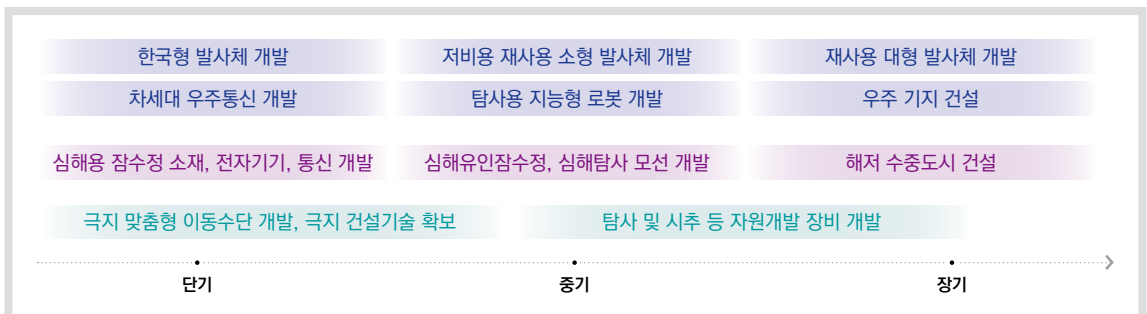 한국형 발사체 개발 저비용 재사용 소형 발사체 개발 재사용 대형 발사체 개발
차세대 우주통신 개발 탐사용 지능형 로봇 개발 우주 기지 건설
심해용 잠수정 소재, 전자기기, 통신 개발 심해유인잠수정, 심해탐사 모선 개발 해저 수중도시 건설
극지 맞춤형 이동수단 개발, 극지 건설기술 확보 탐사 및 시추 등 자원개발 장비 개발
단기 중기 장기